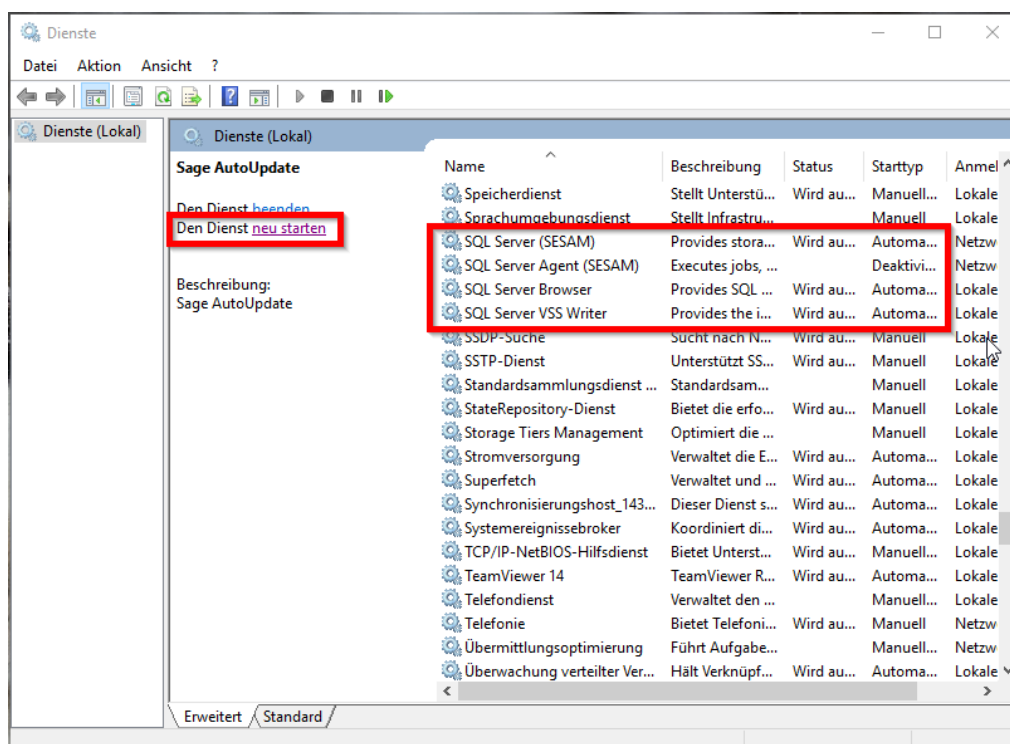 Dienste
Datei Aktion Ansicht ?
Dienste (Lokal)
Dienste (Lokal)
Sage AutoUpdate
Den Dienst beenden
Den Dienst neu starten
Beschreibung:
Sage AutoUpdate
Name Beschreibung Status Starttyp Anmel
Speicherdienst Stellt Unterstü... Wird au... Manuell... Lokale
Sprachumgebungsdienst Stellt Infrastru... Manuell Lokale
SQL Server (SESAM) Provides stora... Wird au... Automa... Netzw
SQL Server Agent (SESAM) Executes jobs, ... Deaktivi... Netzw
SQL Server Browser Provides SQL ... Wird au... Automa... Lokale
SQL Server VSS Writer Provides the i... Wird au... Automa... Lokale
SSDP-Suche Sucht nach N... Wird au... Manuell Lokale
SSTP-Dienst Unterstützt SS... Wird au... Manuell Lokale
Standardsammlungsdienst ... Standardsam... Manuell Lokale
StateRepository-Dienst Bietet die erfo... Wird au... Manuell Lokale
Storage Tiers Management Optimiert die ... Manuell Lokale
Stromversorgung Verwaltet die E... Wird au... Automa... Lokale
Superfetch Verwaltet und ... Wird au... Automa... Lokale
Synchronisierungshost_143... Dieser Dienst s... Wird au... Automa... Lokale
Systemereignissebroker Koordiniert di... Wird au... Automa... Lokale
TCP/IP-NetBIOS-Hilfsdienst Bietet Unterst... Wird au... Manuell... Lokale
TeamViewer 14 TeamViewer R... Wird au... Automa... Lokale
Telefondienst Verwaltet den ... Manuell... Lokale
Telefonie Bietet Telefoni... Wird au... Manuell Netzw
Übermittlungsoptimierung Führt Aufgabe... Manuell... Netzw
Überwachung verteilter Ver... Hält Verknüpf... Wird au... Automa... Lokale
Erweitert Standard